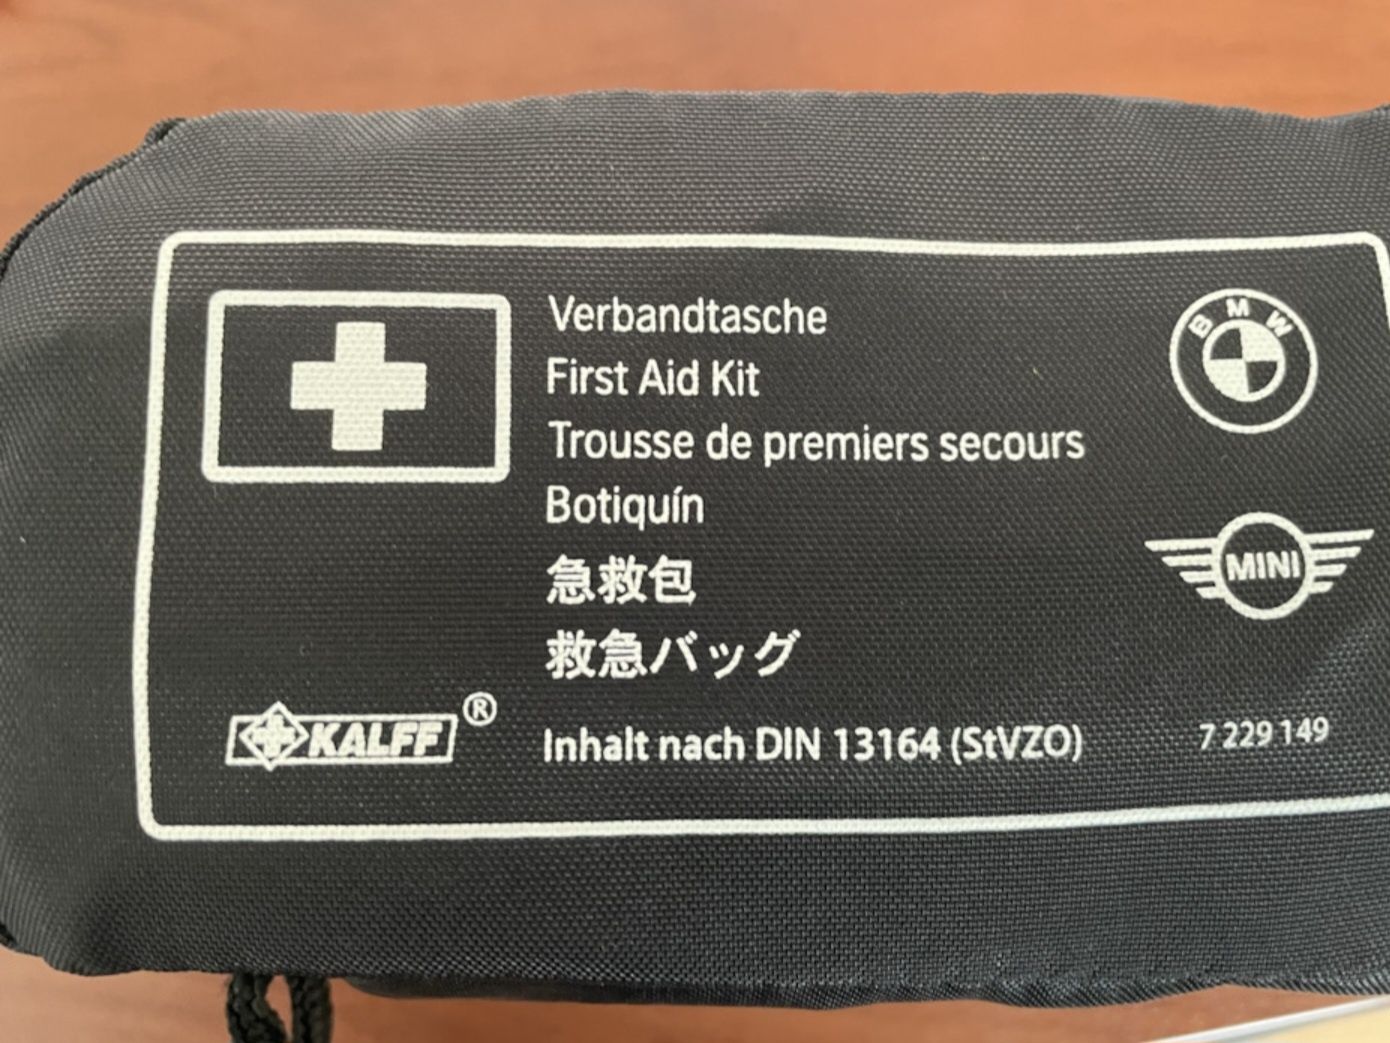 Verbandtasche
First Aid Kit
Trousse de premiers secours
Botiquín
急救包
救急バッグ
Inhalt nach DIN 13164 (StVZO)
KALFF®
BMW
MINI
7 229 149